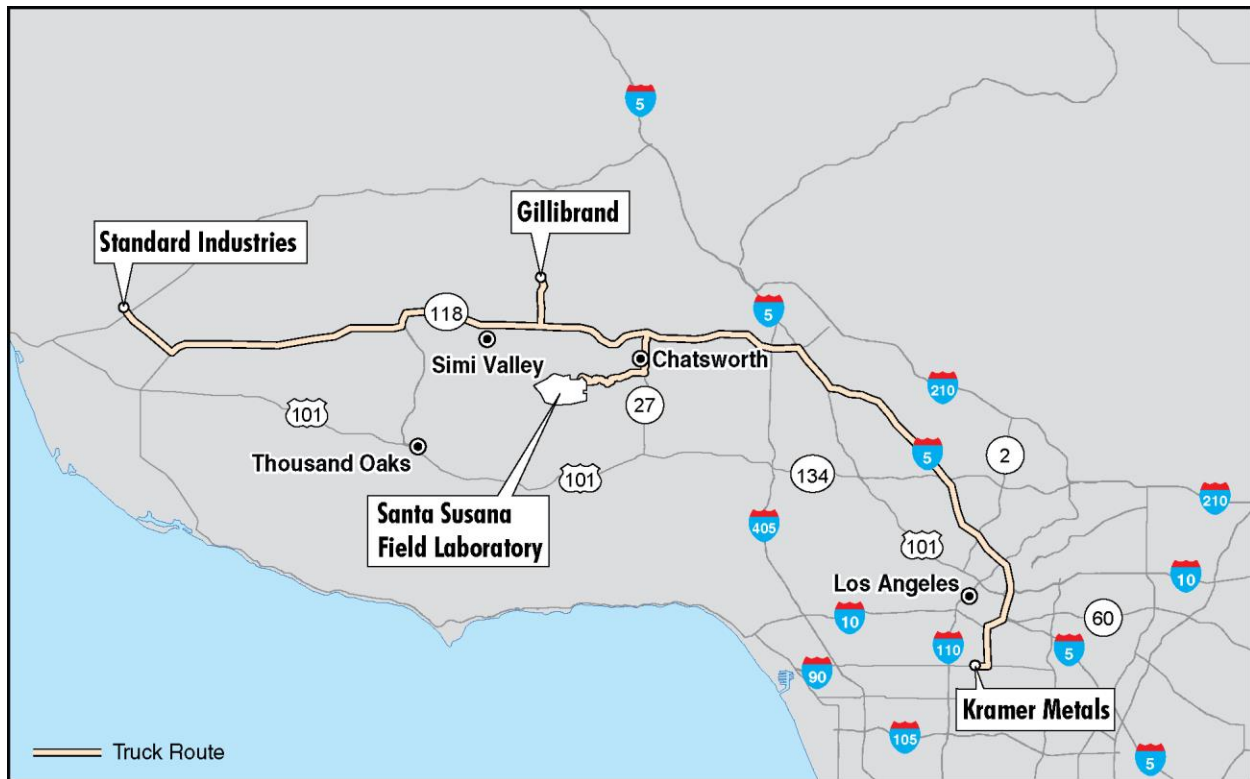 5
Gillibrand
Standard Industries
5
118
Simi Valley
Chatsworth
210
27
101
2
5
Thousand Oaks
101
134
210
Santa Susana
Field Laboratory
405
101
10
Los Angeles
10
60
110
5
90
Kramer Metals
105
5
Truck Route